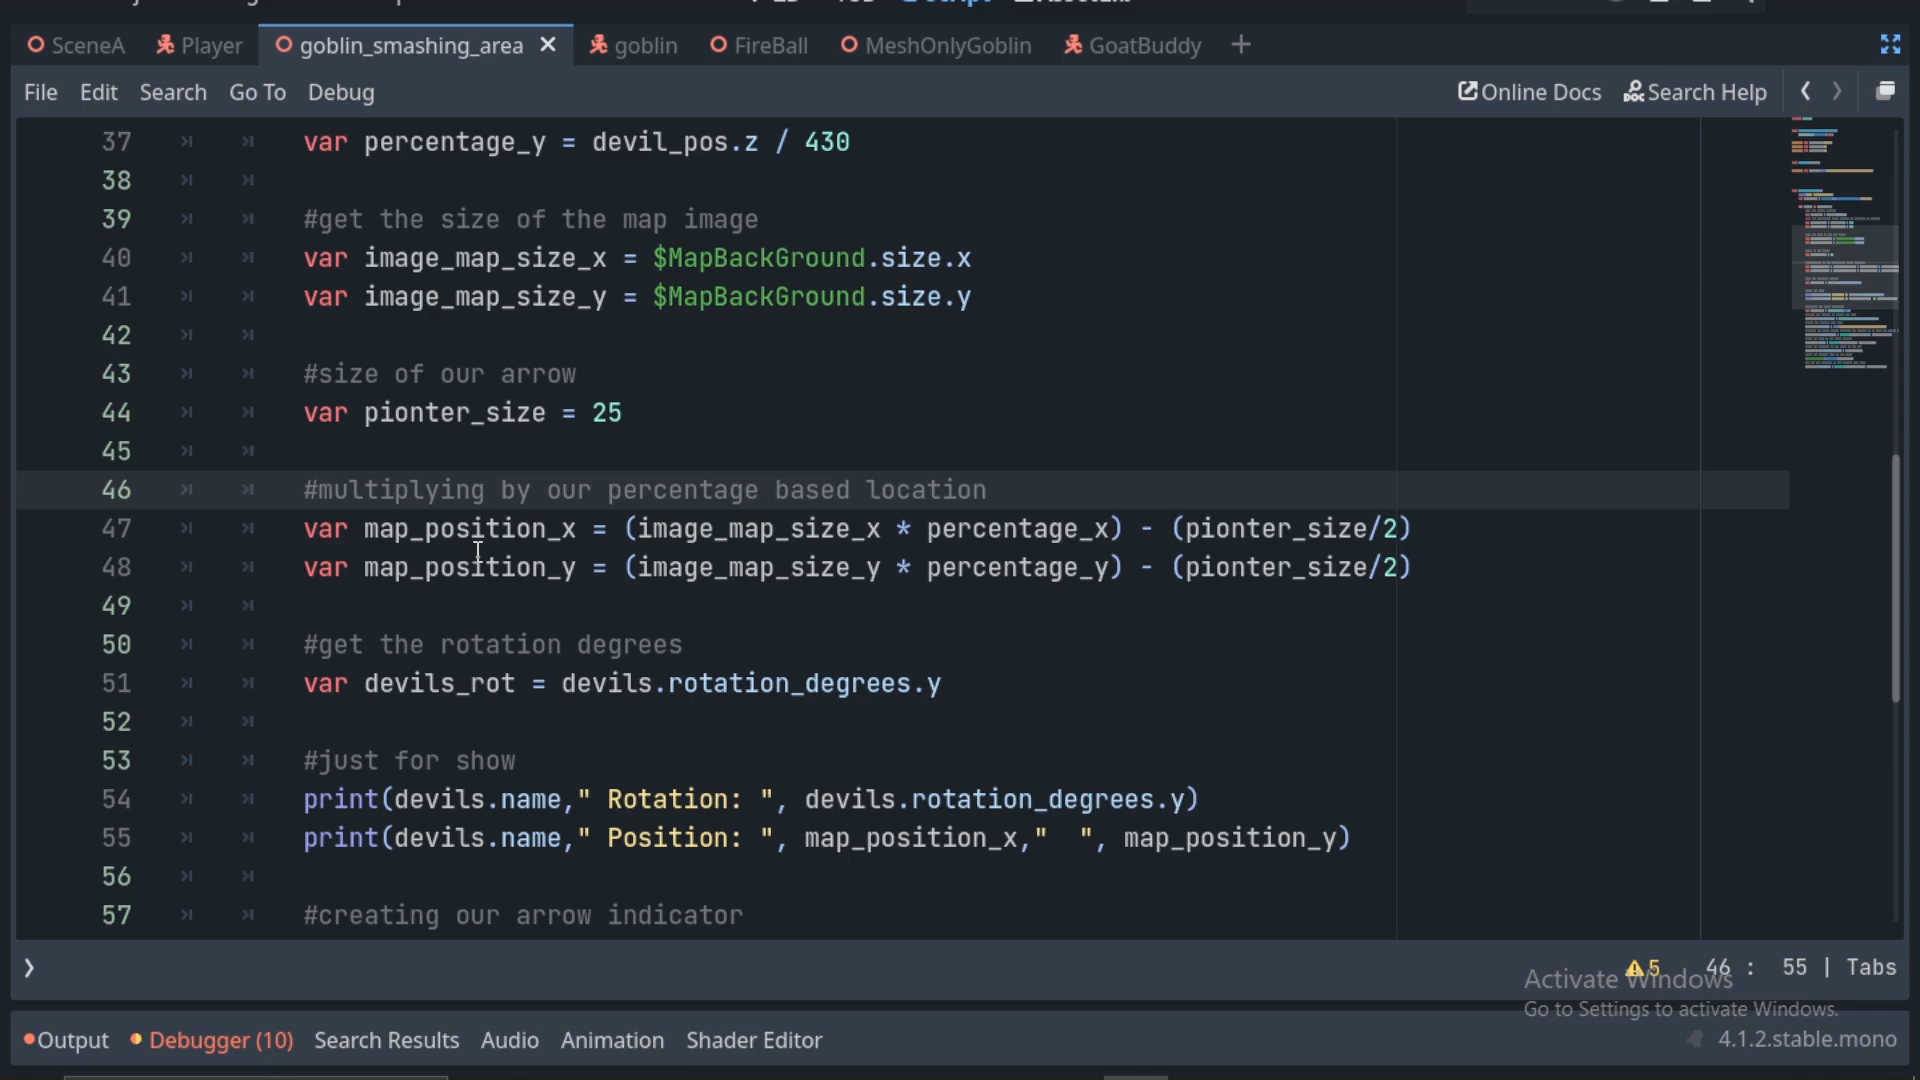 SceneA Player goblin_smashing_area goblin FireBall MeshOnlyGoblin GoatBuddy
File Edit Search Go To Debug Online Docs Search Help
37 var percentage_y = devil_pos.z / 430
38
39 #get the size of the map image
40 var image_map_size_x = $MapBackGround.size.x
41 var image_map_size_y = $MapBackGround.size.y
42
43 #size of our arrow
44 var pionter_size = 25
45
46 #multiplying by our percentage based location
47 var map_position_x = (image_map_size_x * percentage_x) - (pionter_size/2)
48 var map_position_y = (image_map_size_y * percentage_y) - (pionter_size/2)
49
50 #get the rotation degrees
51 var devils_rot = devils.rotation_degrees.y
52
53 #just for show
54 print(devils.name," Rotation: ", devils.rotation_degrees.y)
55 print(devils.name," Position: ", map_position_x,"  ", map_position_y)
56
57 #creating our arrow indicator
5 46 : 55 | Tabs
Activate Windows
Go to Settings to activate Windows.
Output Debugger (10) Search Results Audio Animation Shader Editor 4.1.2.stable.mono